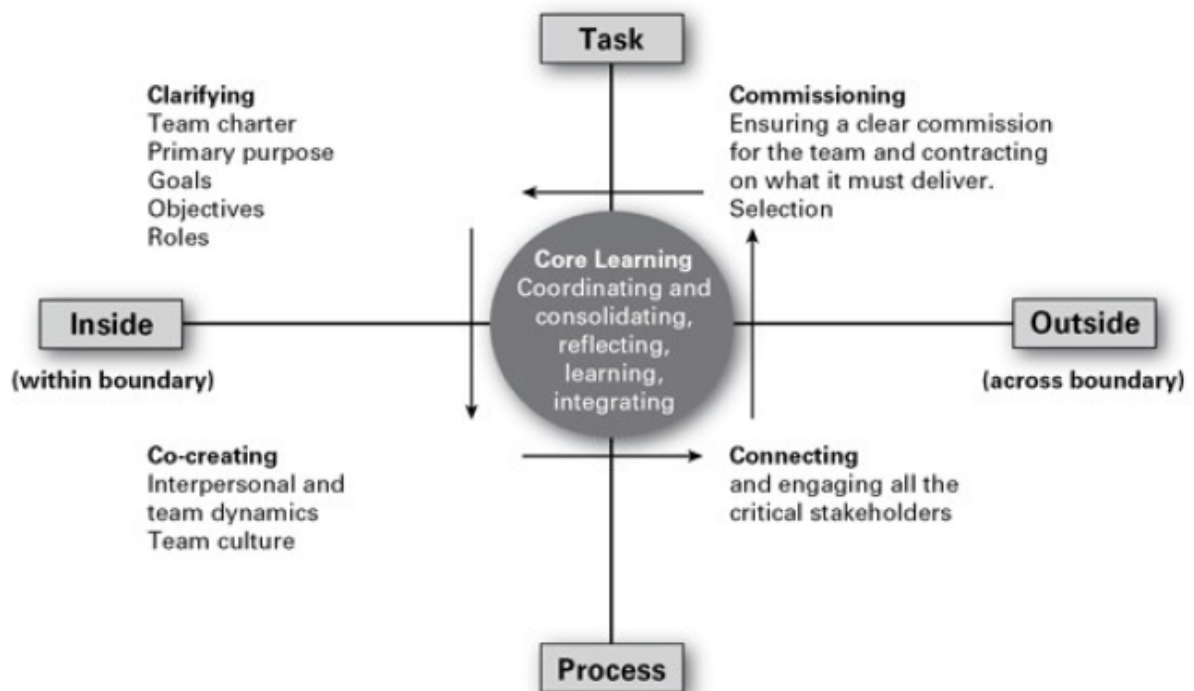 Task
Clarifying
Team charter
Primary purpose
Goals
Objectives
Roles
Commissioning
Ensuring a clear commission
for the team and contracting
on what it must deliver.
Selection
Core Learning
Coordinating and
consolidating,
reflecting,
learning,
integrating
Inside
(within boundary)
Outside
(across boundary)
Co-creating
Interpersonal and
team dynamics
Team culture
Connecting
and engaging all the
critical stakeholders
Process